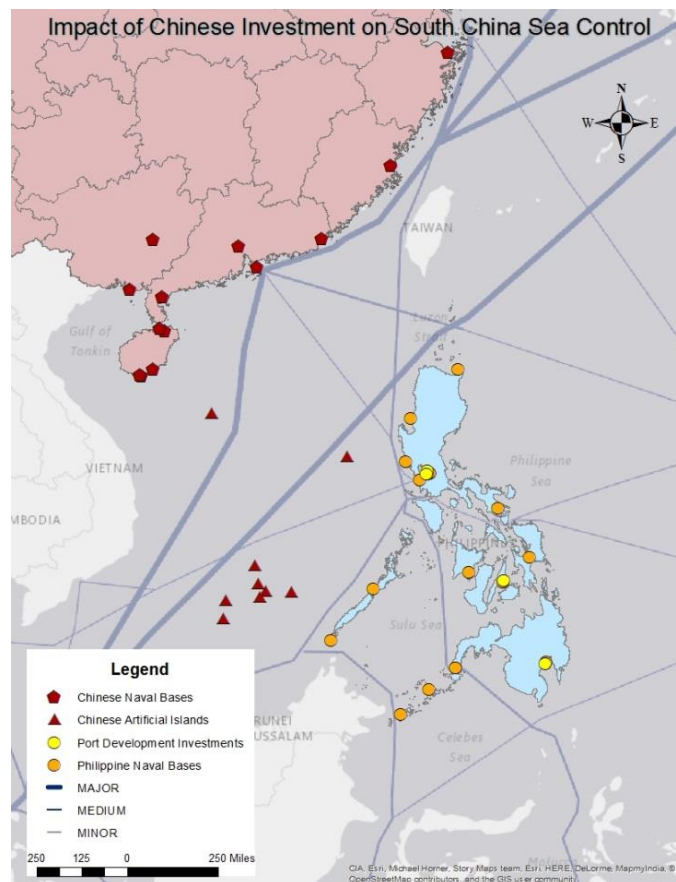 Impact of Chinese Investment on South China Sea Control
N
W
E
S
TAIWAN
Luzon
Strait
Gulf of
Tonkin
VIETNAM
Philippine
Sea
MBODIA
PHILIPPINES
Sulu Sea
Legend
Chinese Naval Bases
Chinese Artificial Islands
Port Development Investments
Philippine Naval Bases
MAJOR
MEDIUM
MINOR
RUNEI
USSALAM
Celebes
Sea
250 125 0 250 Miles
CIA, Esri, Michael Horner, Story Maps team, Esri, HERE, DeLorme, MapmyIndia, ©
OpenStreetMap contributors, and the GIS user community